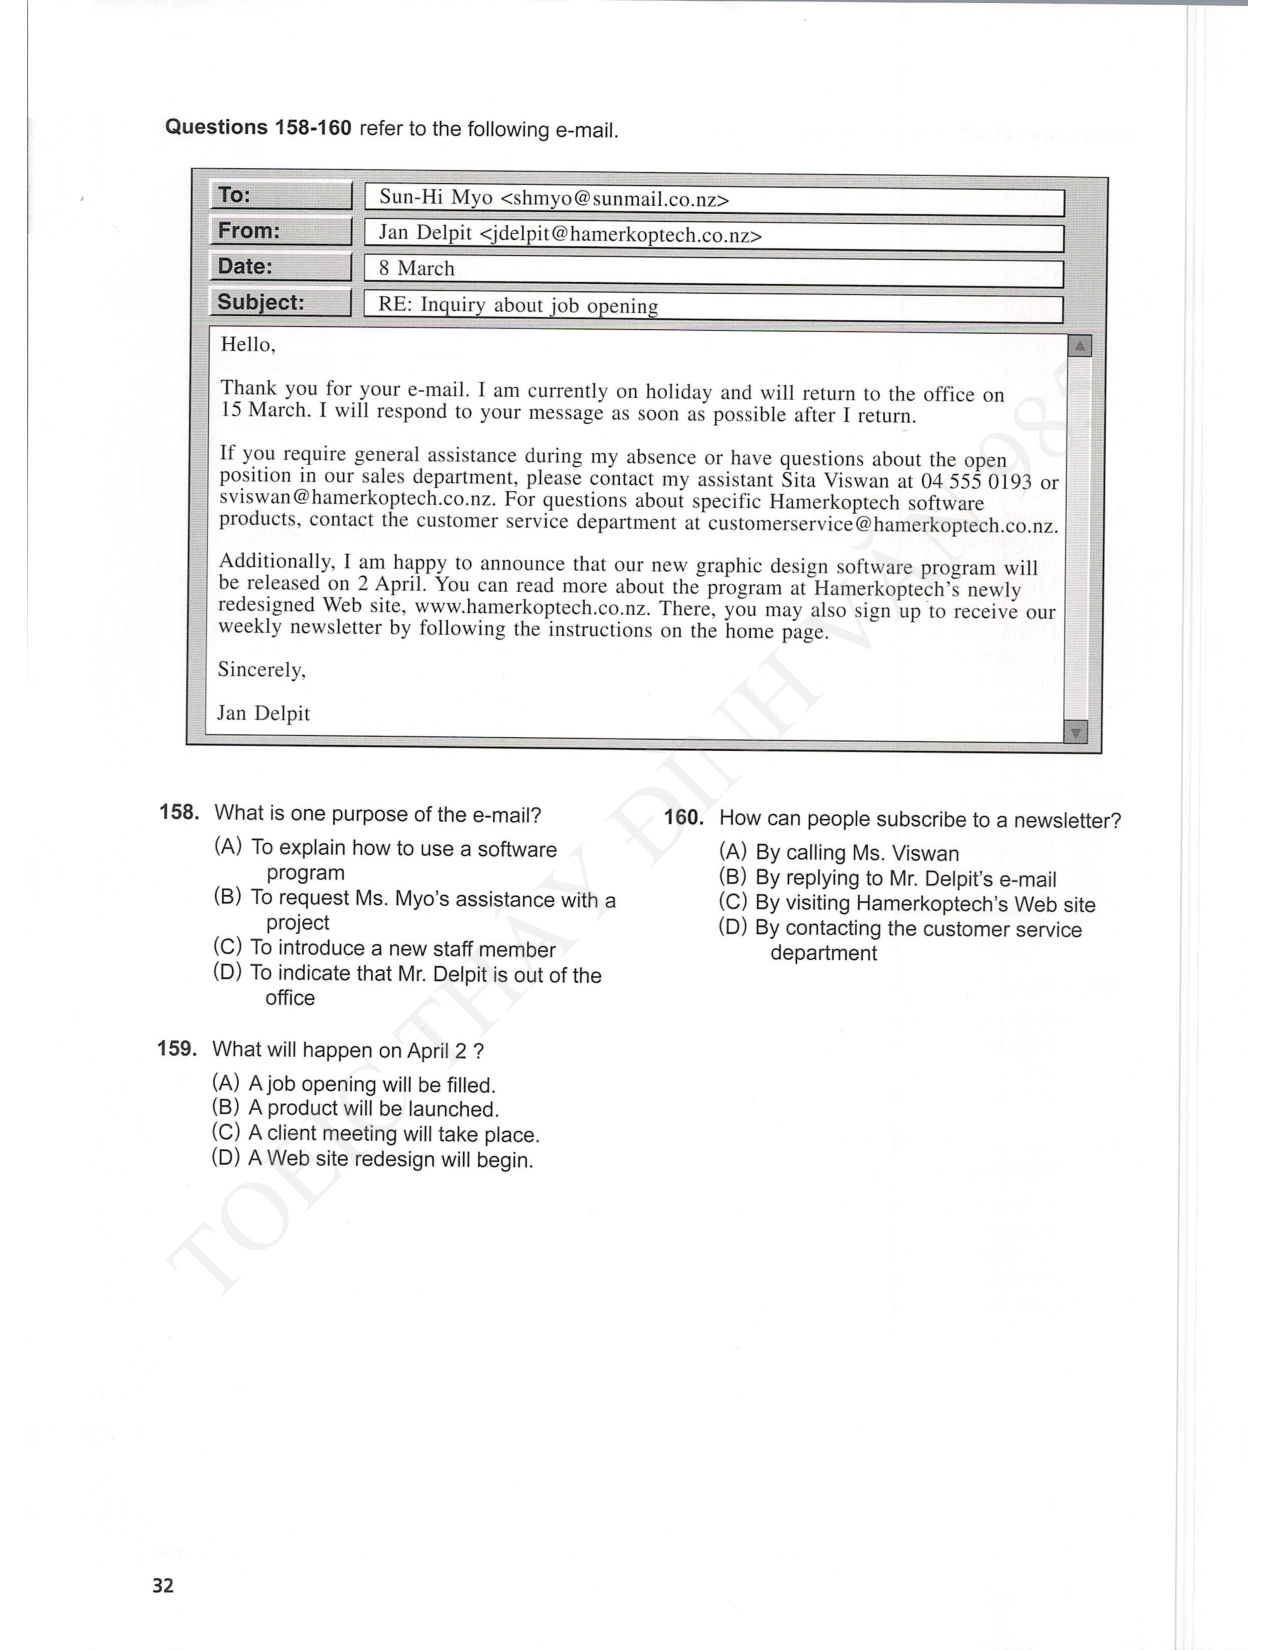 Questions 158-160 refer to the following e-mail.
To: Sun-Hi Myo <shmyo@sunmail.co.nz>
From: Jan Delpit <jdelpit@hamerkoptech.co.nz>
Date: 8 March
Subject: RE: Inquiry about job opening
Hello,
Thank you for your e-mail. I am currently on holiday and will return to the office on
15 March. I will respond to your message as soon as possible after I return.
If you require general assistance during my absence or have questions about the open
position in our sales department, please contact my assistant Sita Viswan at 04 555 0193 or
sviswan@hamerkoptech.co.nz. For questions about specific Hamerkoptech software
products, contact the customer service department at customerservice@hamerkoptech.co.nz.
Additionally, I am happy to announce that our new graphic design software program will
be released on 2 April. You can read more about the program at Hamerkoptech's newly
redesigned Web site, www.hamerkoptech.co.nz. There, you may also sign up to receive our
weekly newsletter by following the instructions on the home page.
Sincerely,
Jan Delpit
158. What is one purpose of the e-mail?
(A) To explain how to use a software
program
(B) To request Ms. Myo's assistance with a
project
(C) To introduce a new staff member
(D) To indicate that Mr. Delpit is out of the
office
159. What will happen on April 2 ?
(A) A job opening will be filled.
(B) A product will be launched.
(C) A client meeting will take place.
(D) A Web site redesign will begin.
160. How can people subscribe to a newsletter?
(A) By calling Ms. Viswan
(B) By replying to Mr. Delpit's e-mail
(C) By visiting Hamerkoptech's Web site
(D) By contacting the customer service
department
32
TOEIC THẦY ĐINH VĂN 198